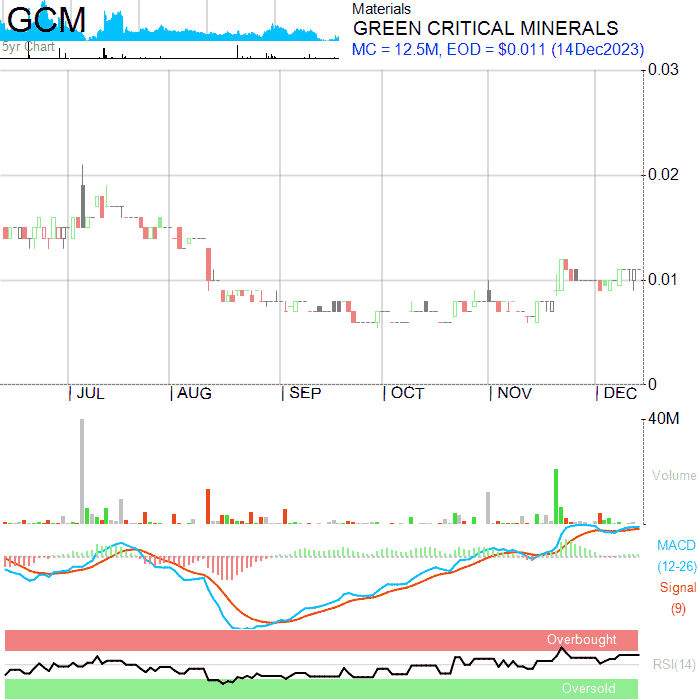 GCM
5yr Chart
Materials
GREEN CRITICAL MINERALS
MC = 12.5M, EOD = $0.011 (14Dec2023)
0.03
0.02
0.01
0
JUL AUG SEP OCT NOV DEC
40M
Volume
MACD
(12-26)
Signal
(9)
Overbought
RSI(14)
Oversold